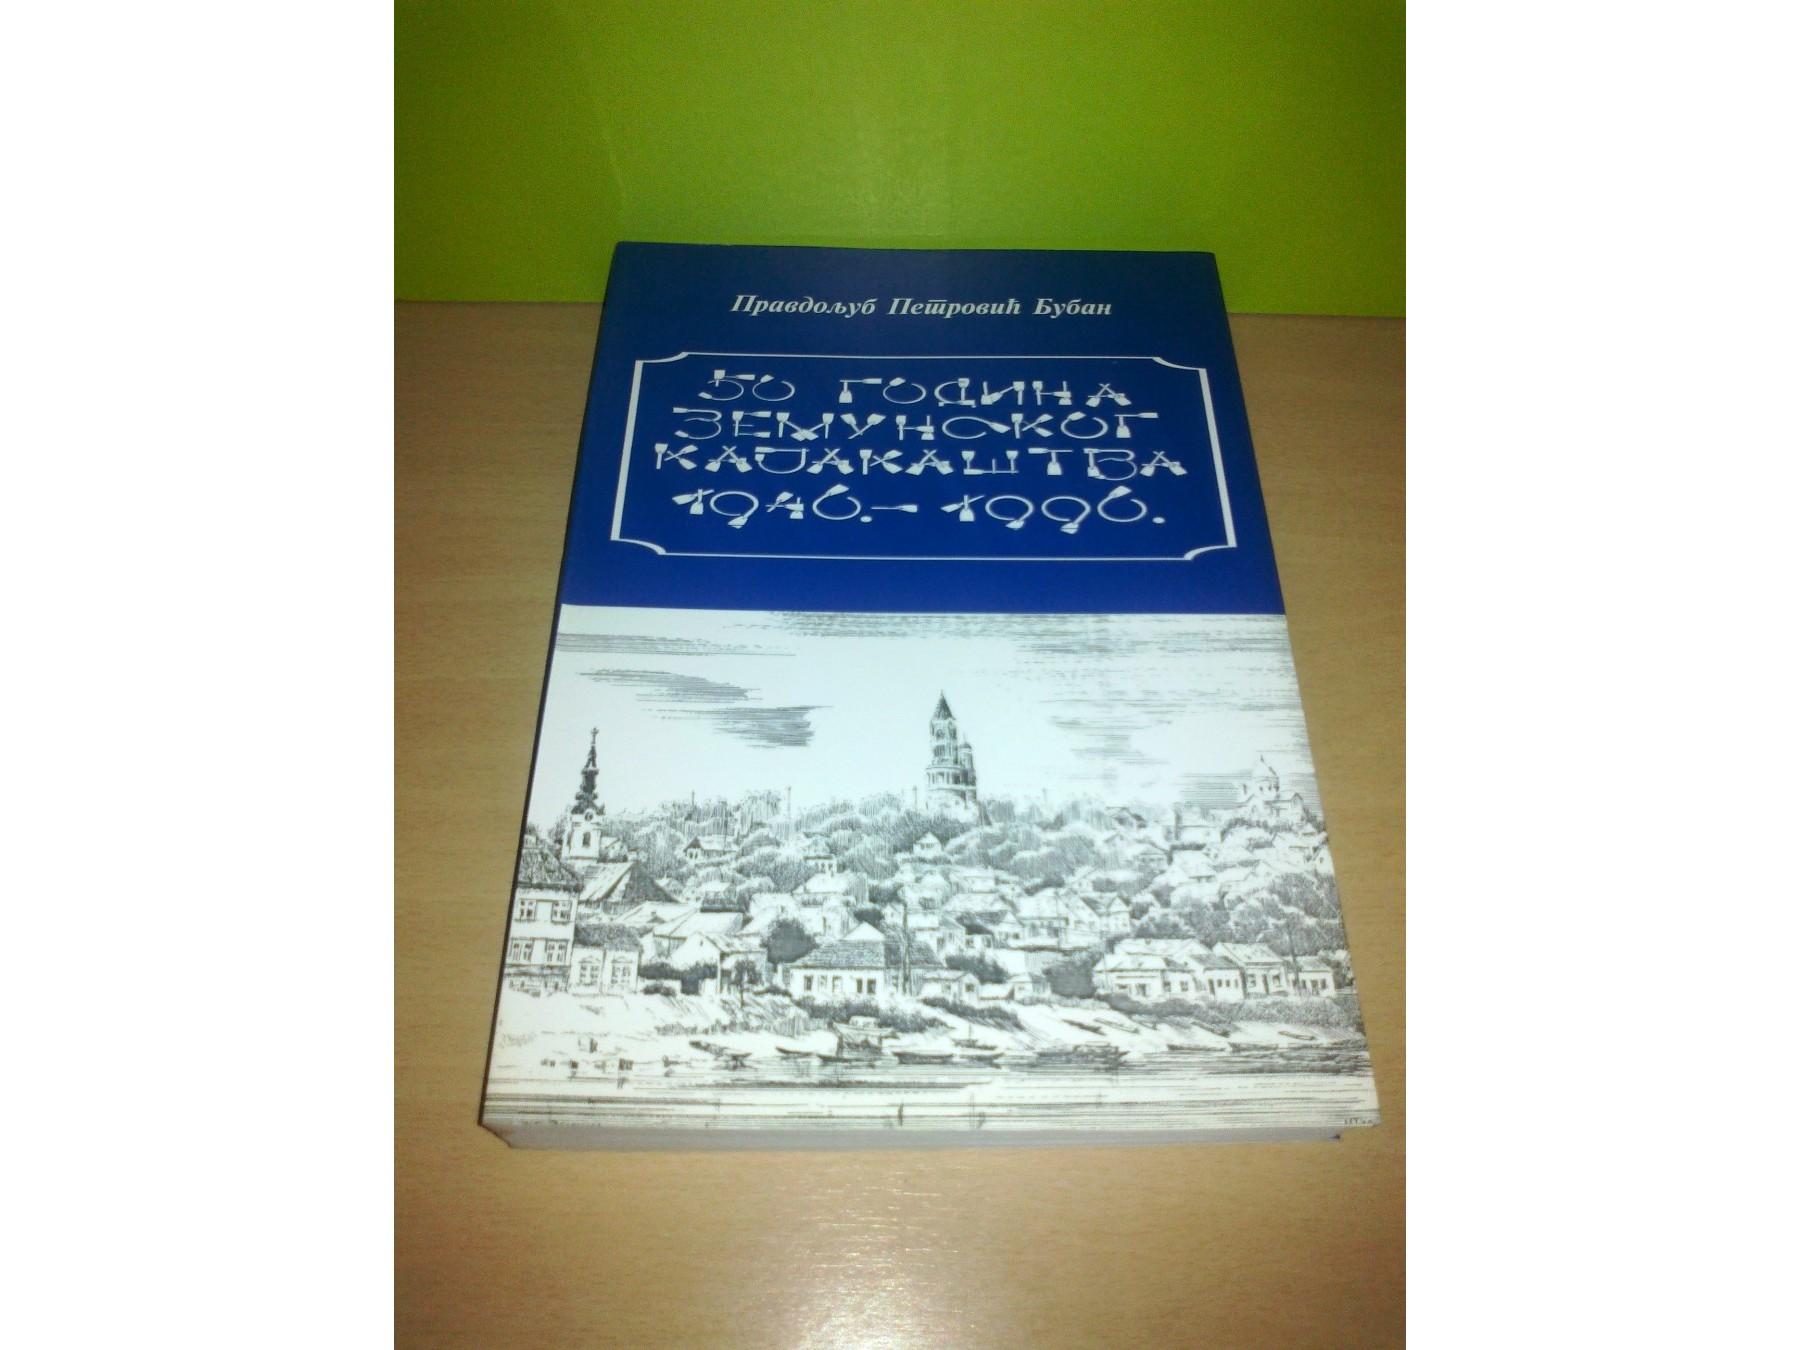 Правдољуб Петровић Бубан
50 ГОДИНА
ЗЕМУНСКОГ
КАЈАКАШТВА
1946.- 1996.